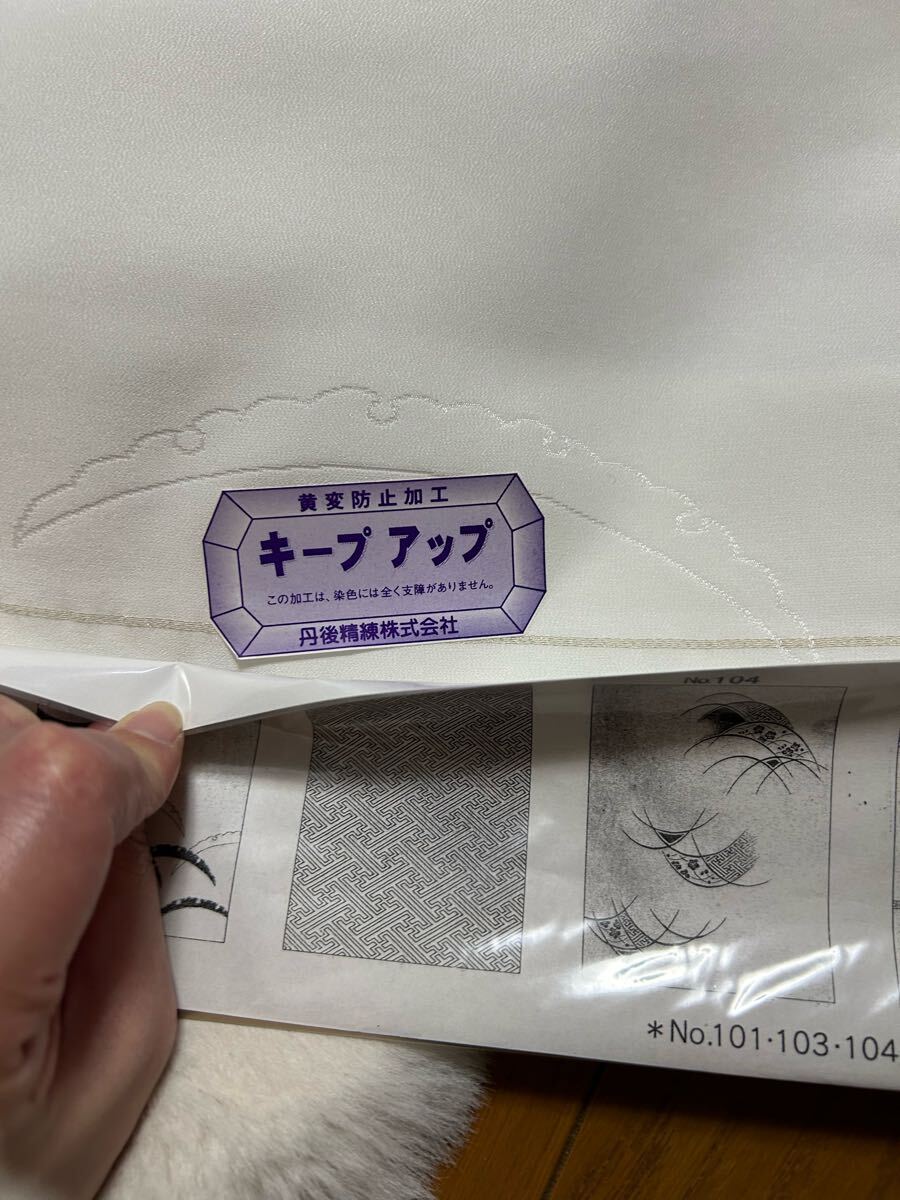 黄変防止加工
キープ アップ
この加工は、染色には全く支障がありません。
丹後精練株式会社
No.104
*No.101･103･104